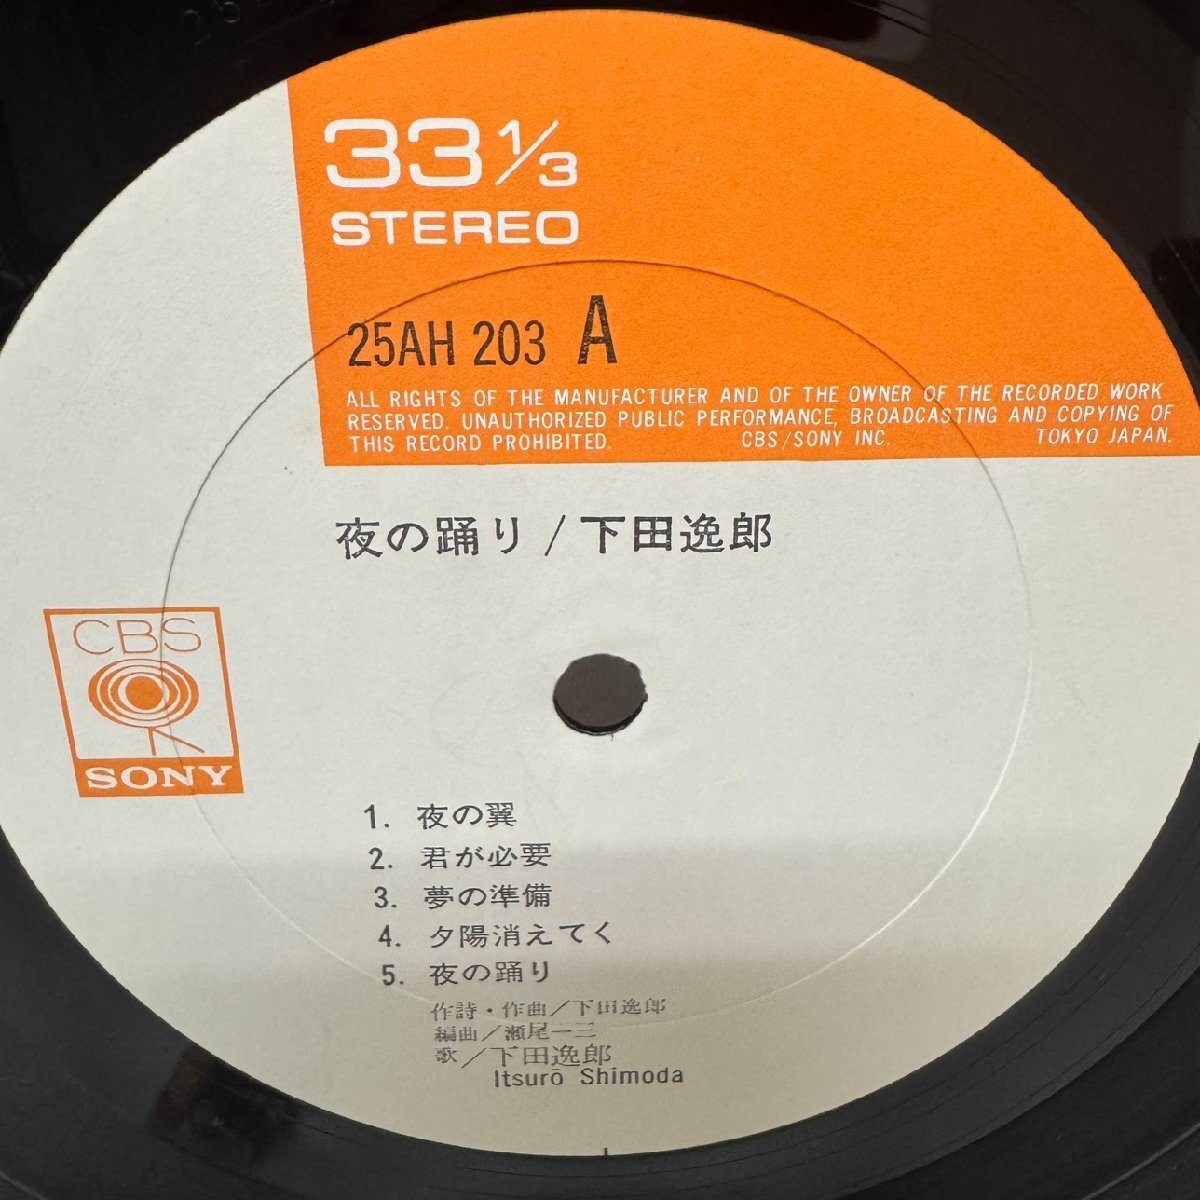 33 1/3
STEREO
25AH 203 A
ALL RIGHTS OF THE MANUFACTURER AND OF THE OWNER OF THE RECORDED WORK
RESERVED. UNAUTHORIZED PUBLIC PERFORMANCE, BROADCASTING AND COPYING OF
THIS RECORD PROHIBITED. CBS/SONY INC. TOKYO JAPAN.
夜の踊り/下田逸郎
CBS
SONY
1. 夜の翼
2. 君が必要
3. 夢の準備
4. 夕陽消えてく
5. 夜の踊り
作詩・作曲/下田逸郎
編曲/瀬尾一三
歌/下田逸郎
Itsurō Shimoda